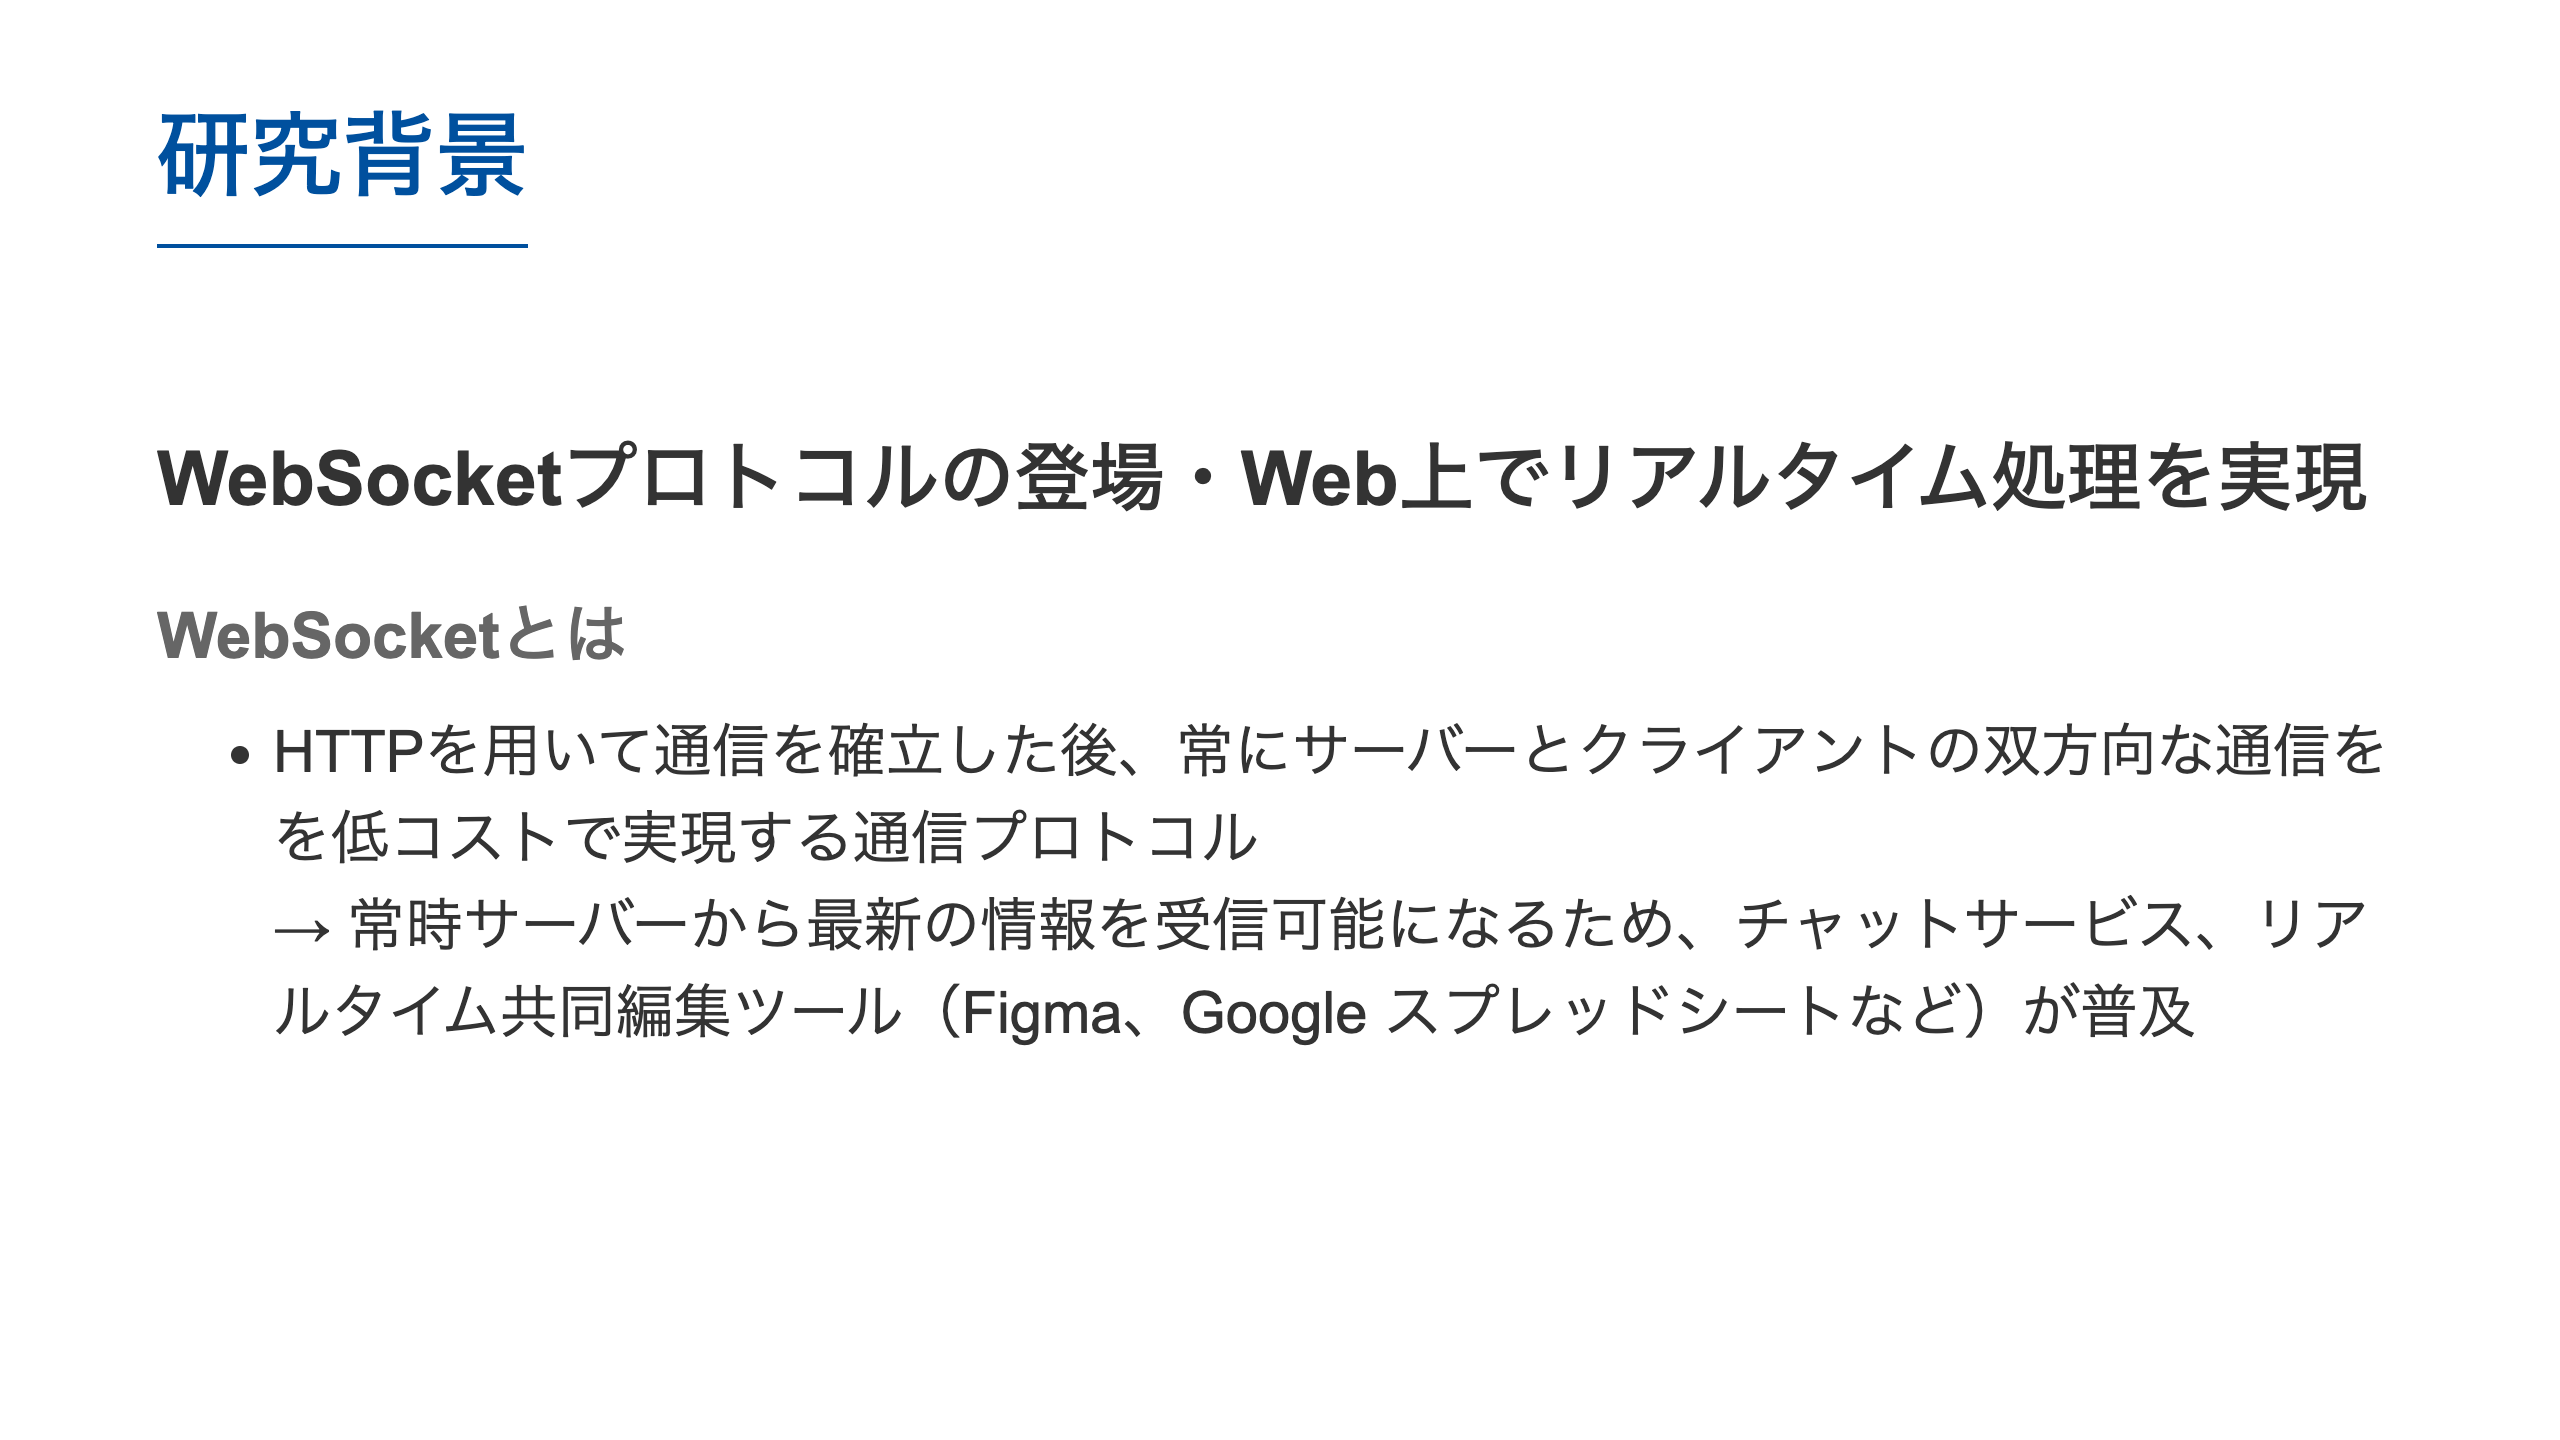 研究背景
WebSocketプロトコルの登場・Web上でリアルタイム処理を実現
WebSocketとは
• HTTPを用いて通信を確立した後、常にサーバーとクライアントの双方向な通信を
を低コストで実現する通信プロトコル
→ 常時サーバーから最新の情報を受信可能になるため、チャットサービス、リア
ルタイム共同編集ツール（Figma、Google スプレッドシートなど）が普及